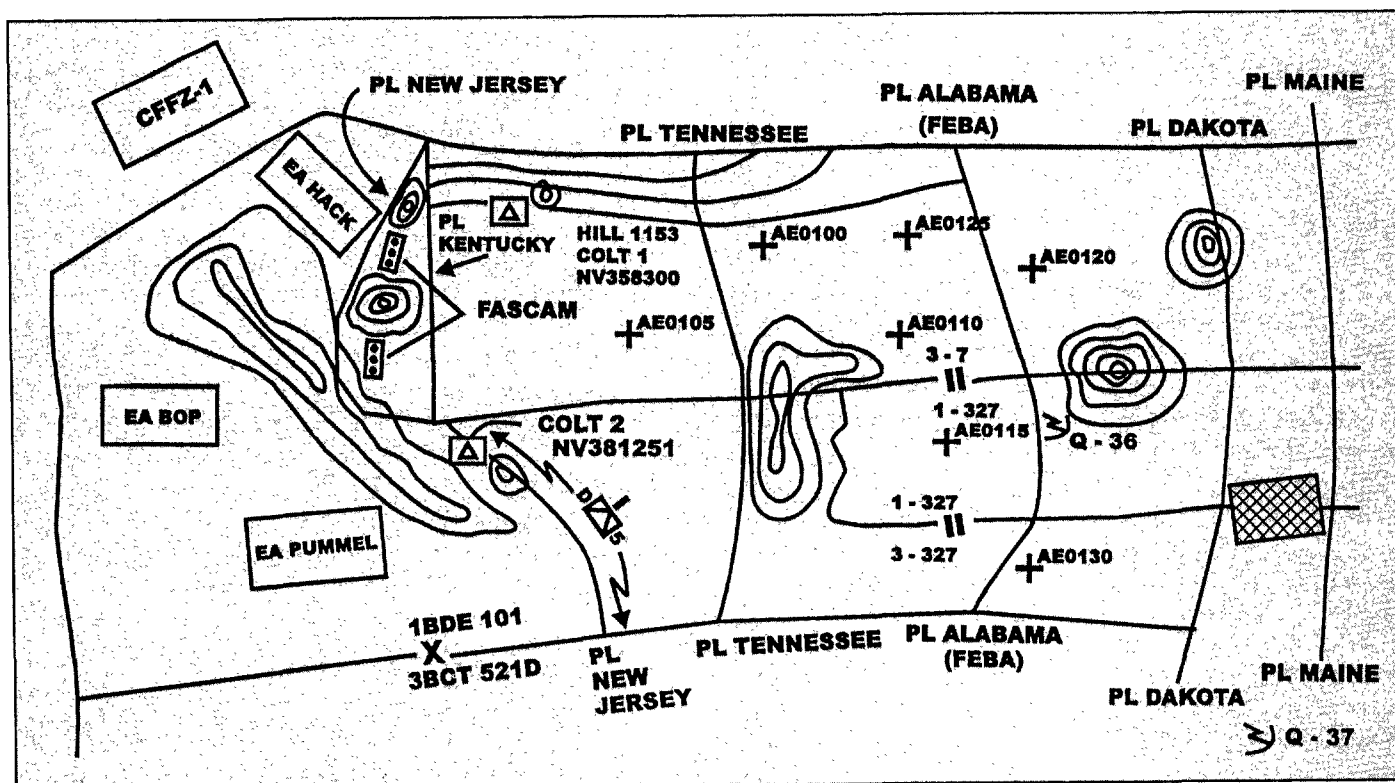 PL MAINE
PL NEW JERSEY
CFFZ-1
PL ALABAMA
(FEBA)
PL TENNESSEE
PL DAKOTA
EA HACK
PL
KENTUCKY
HILL 1153
COLT 1
NV358300
AE0100
AE0125
AE0120
FASCAM
AE0105
AE0110
3 - 7
1 - 327
EA BOP
COLT 2
NV381251
AE0115
Q - 36
D
5
1 - 327
3 - 327
EA PUMMEL
AE0130
1BDE 101
X
3BCT 521D
PL
NEW
JERSEY
PL TENNESSEE
PL ALABAMA
(FEBA)
PL MAINE
PL DAKOTA
Q - 37